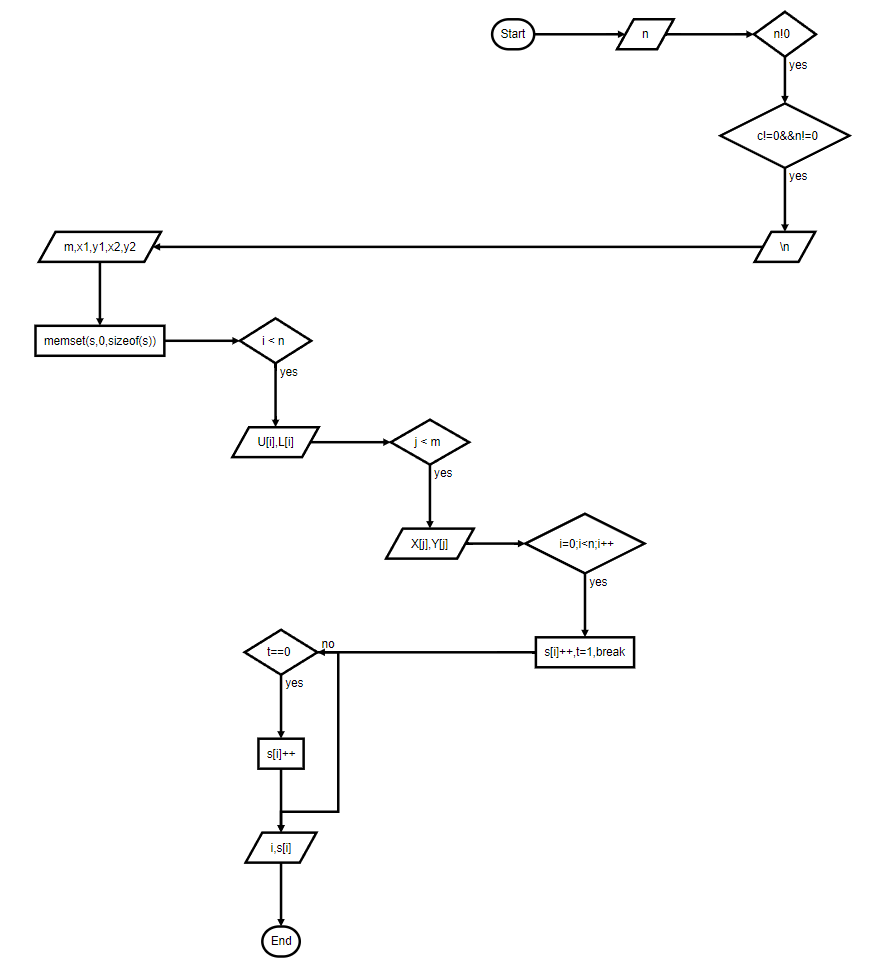 Start
n
n!0
yes
c!=0&&n!=0
yes
\n
m,x1,y1,x2,y2
memset(s,0,sizeof(s))
i < n
yes
U[i],L[i]
j < m
yes
X[j],Y[j]
i=0;i<n;i++
yes
s[i]++,t=1,break
no
t==0
yes
s[i]++
i,s[i]
End